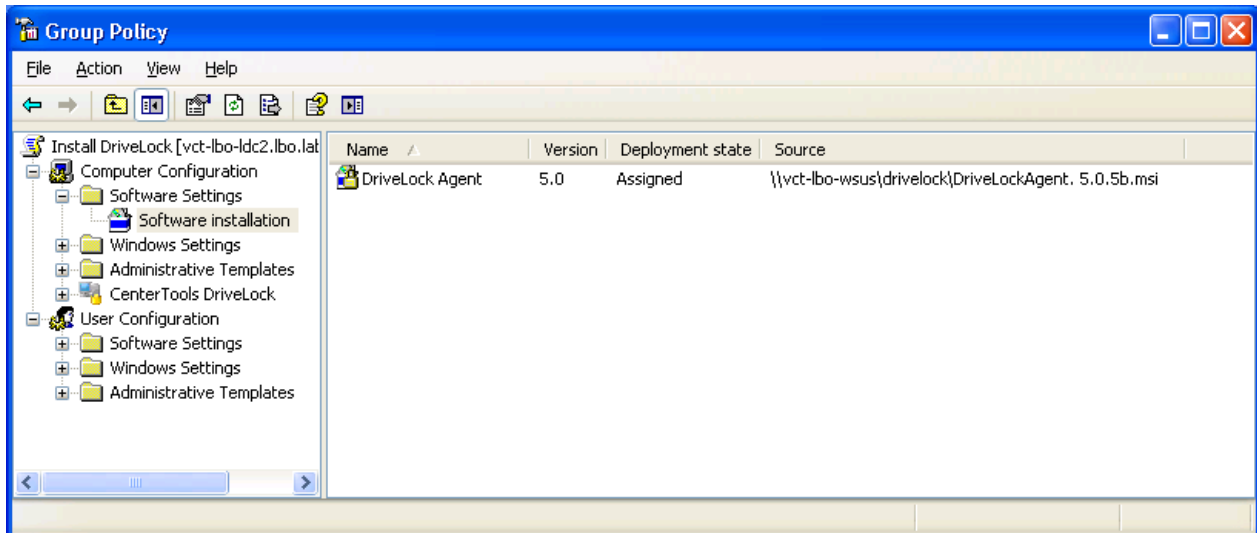 Group Policy
File Action View Help
Install DriveLock [vct-lbo-ldc2.lbo.lab
Computer Configuration
Software Settings
Software installation
Windows Settings
Administrative Templates
CenterTools DriveLock
User Configuration
Software Settings
Windows Settings
Administrative Templates
Name Version Deployment state Source
DriveLock Agent 5.0 Assigned \\vct-lbo-wsus\drivelock\DriveLockAgent. 5.0.5b.msi